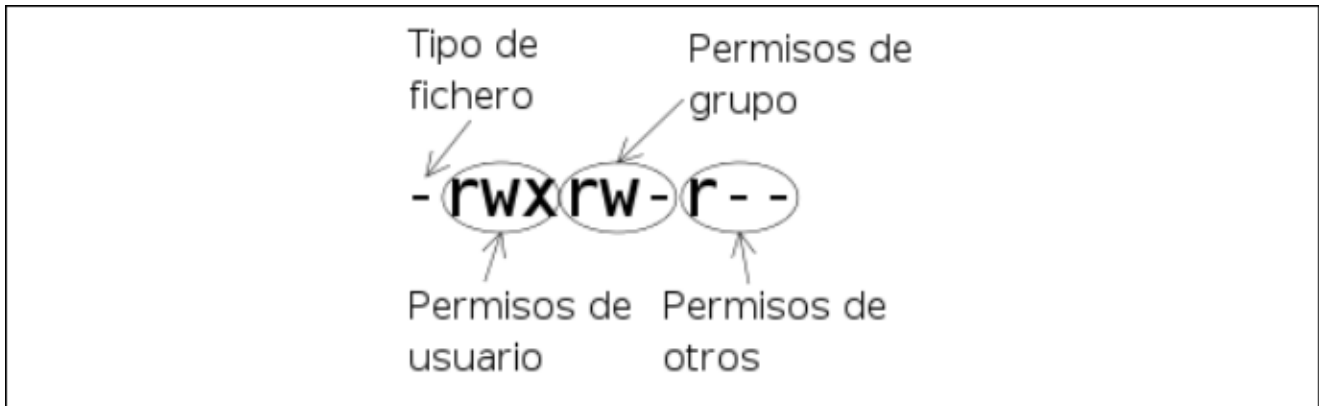 Tipo de
fichero
Permisos de
grupo
-rwxrw-r--
Permisos de
usuario
Permisos de
otros